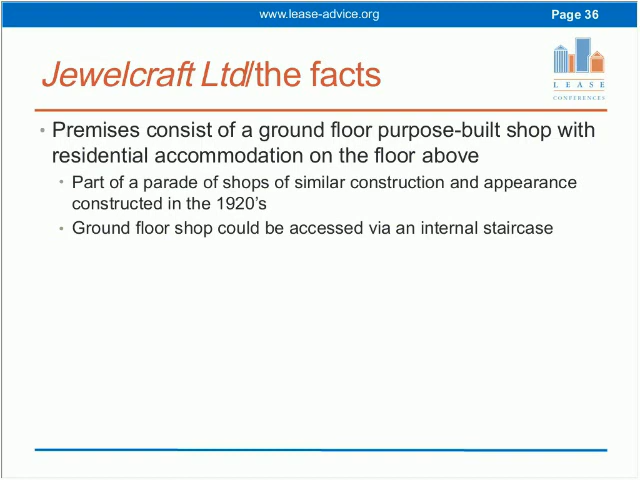 www.lease-advice.org
Page 36
Jewelcraft Ltd/the facts
L E A S E
CONFERENCES
• Premises consist of a ground floor purpose-built shop with
residential accommodation on the floor above
• Part of a parade of shops of similar construction and appearance
constructed in the 1920’s
• Ground floor shop could be accessed via an internal staircase